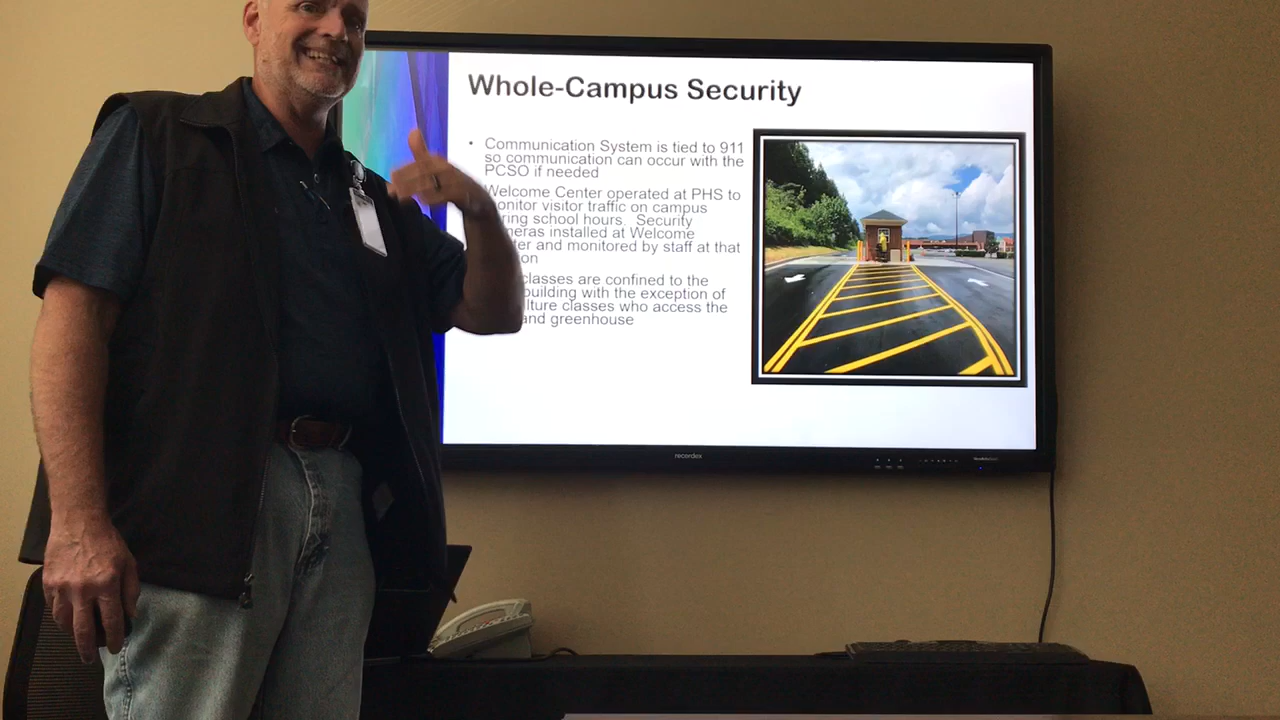 Whole-Campus Security
• Communication System is tied to 911
so communication can occur with the
PCSO if needed
Welcome Center operated at PHS to
onitor visitor traffic on campus
ring school hours. Security
meras installed at Welcome
ter and monitored by staff at that
on
classes are confined to the
building with the exception of
lture classes who access the
and greenhouse
recordex